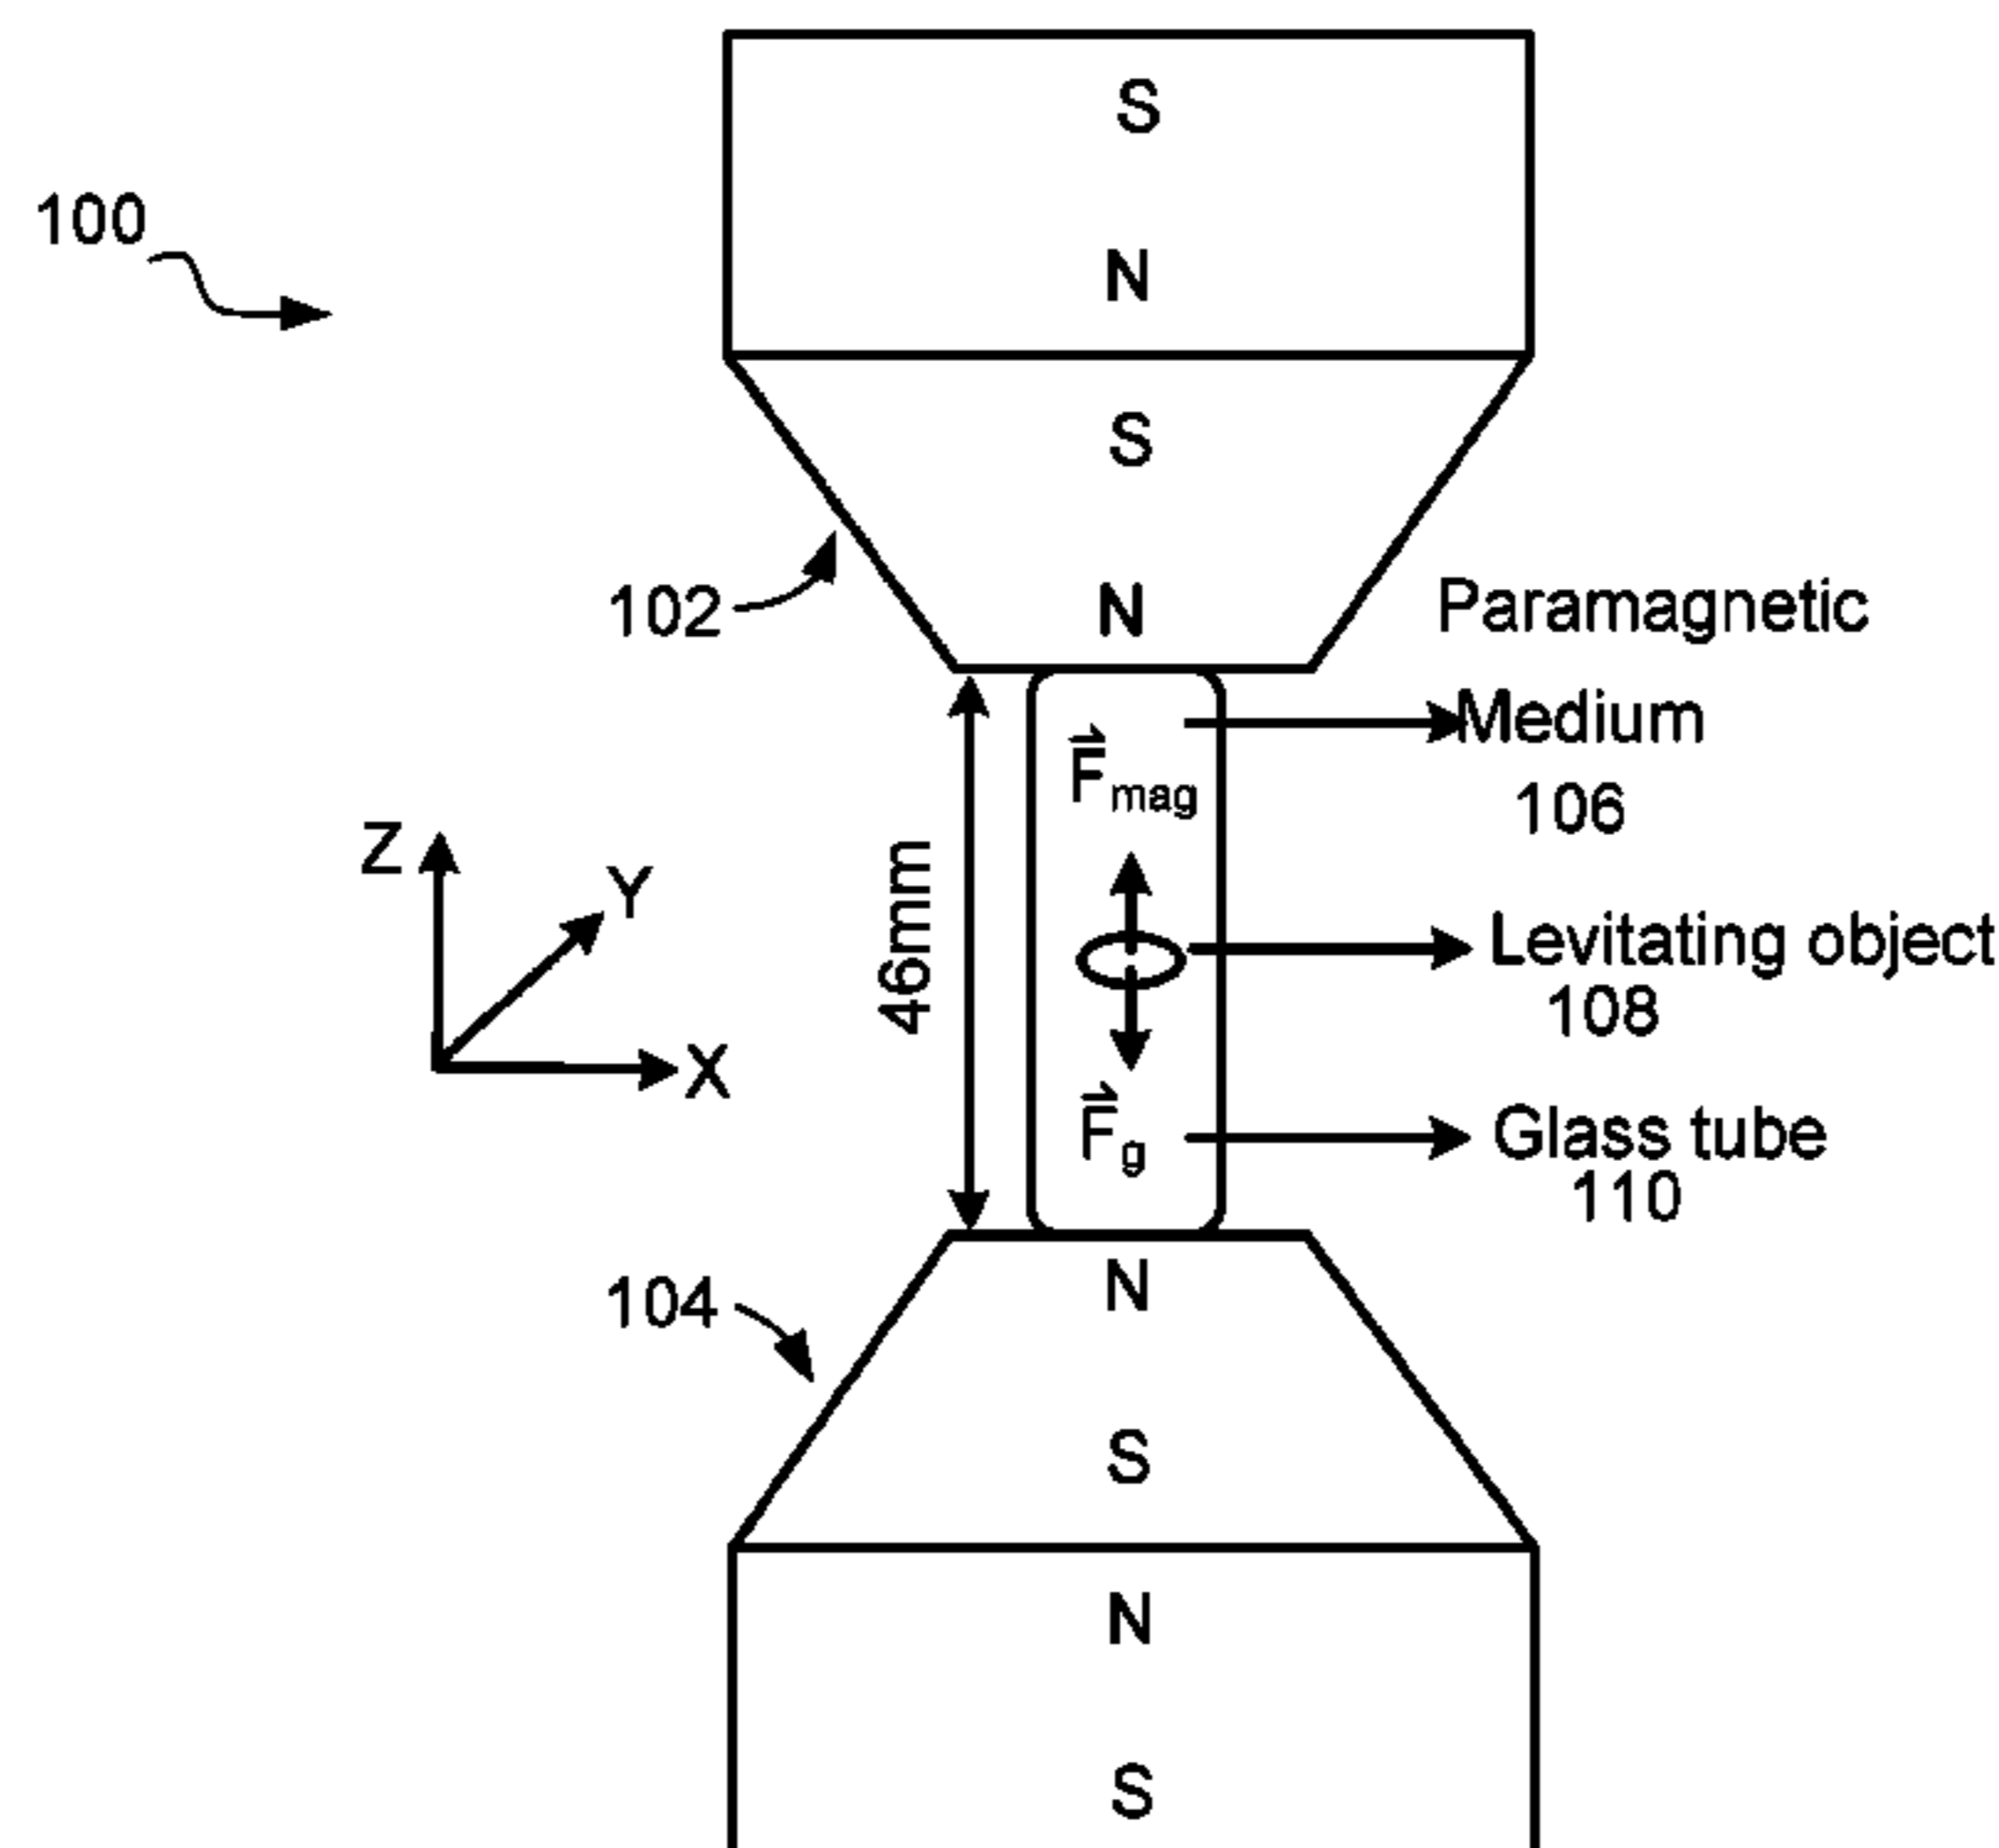 S
100
N
S
102
N
Paramagnetic
Medium
F mag
106
Z
Y
46mm
Levitating object
108
X
F g
Glass tube
110
N
104
S
N
S